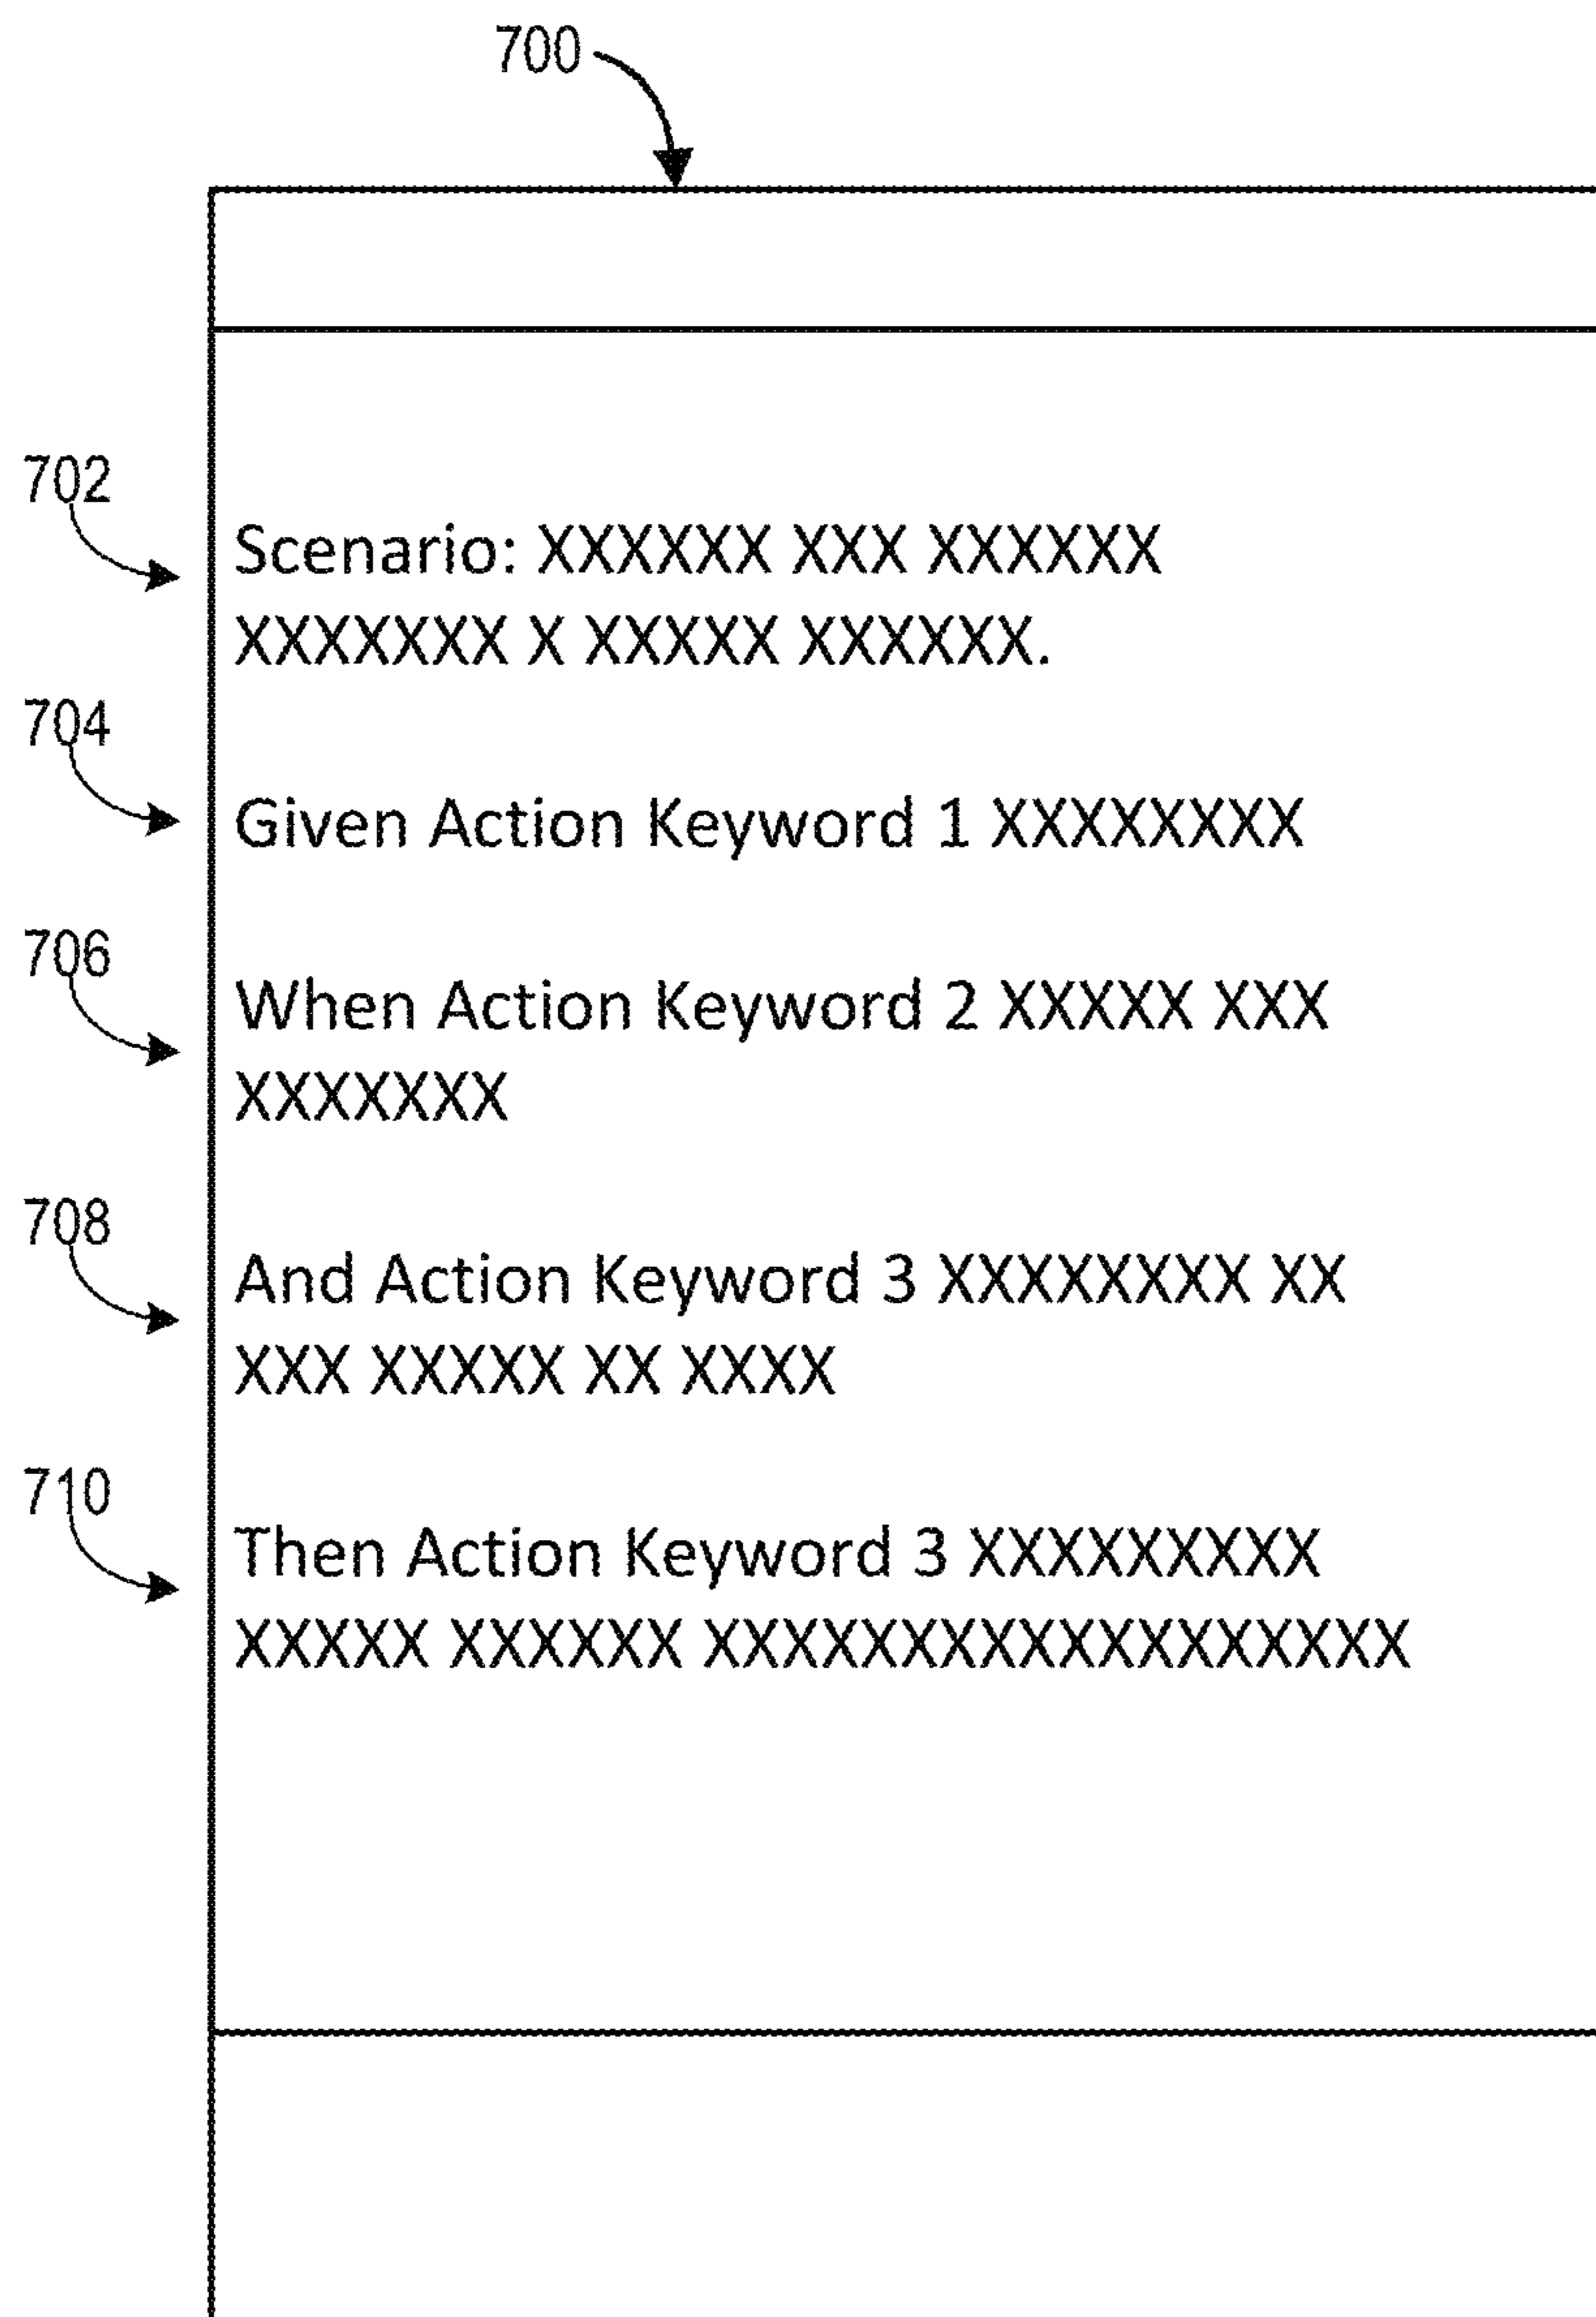 700
702
Scenario: XXXXXX XXX XXXXXX
XXXXXXX X XXXXX XXXXXX.
704
Given Action Keyword 1 XXXXXXXX
706
When Action Keyword 2 XXXXX XXX
XXXXXXX
708
And Action Keyword 3 XXXXXXXX XX
XXX XXXXX XX XXXX
710
Then Action Keyword 3 XXXXXXXXX
XXXXX XXXXXX XXXXXXXXXXXXXXXXXX